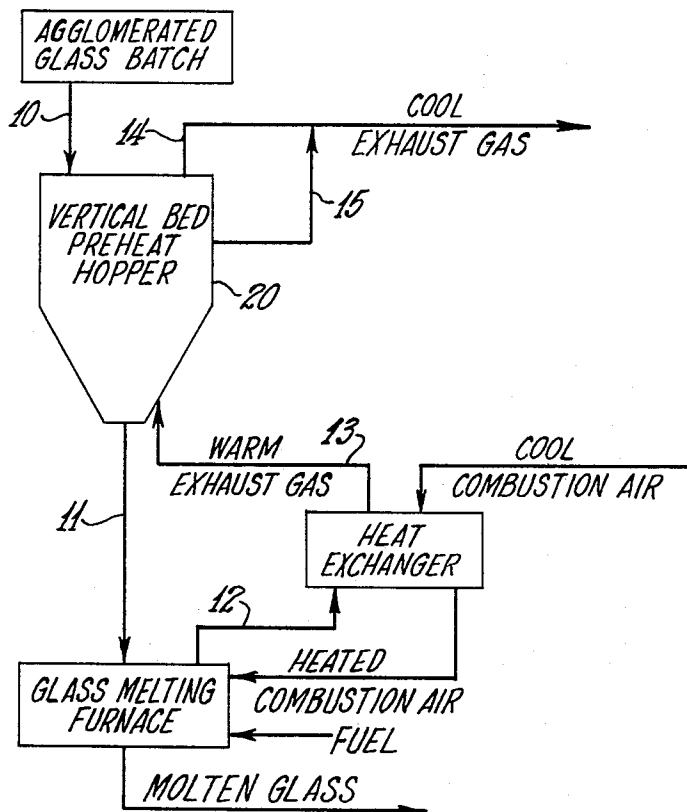 AGGLOMERATED
GLASS BATCH
10
14
COOL
EXHAUST GAS
15
VERTICAL BED
PREHEAT
HOPPER
20
WARM
EXHAUST GAS
13
COOL
COMBUSTION AIR
11
HEAT
EXCHANGER
12
HEATED
COMBUSTION AIR
GLASS MELTING
FURNACE
FUEL
MOLTEN GLASS